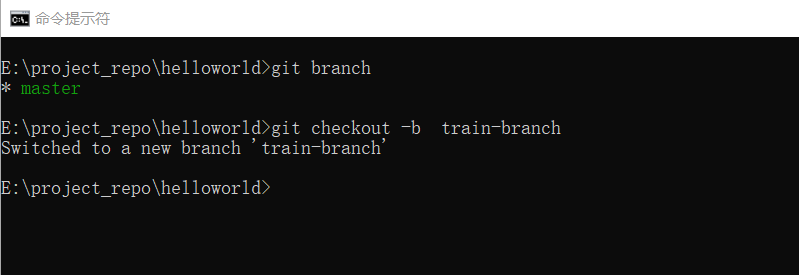 命令提示符
E:\project_repo\helloworld>git branch
* master
E:\project_repo\helloworld>git checkout -b  train-branch
Switched to a new branch 'train-branch'
E:\project_repo\helloworld>